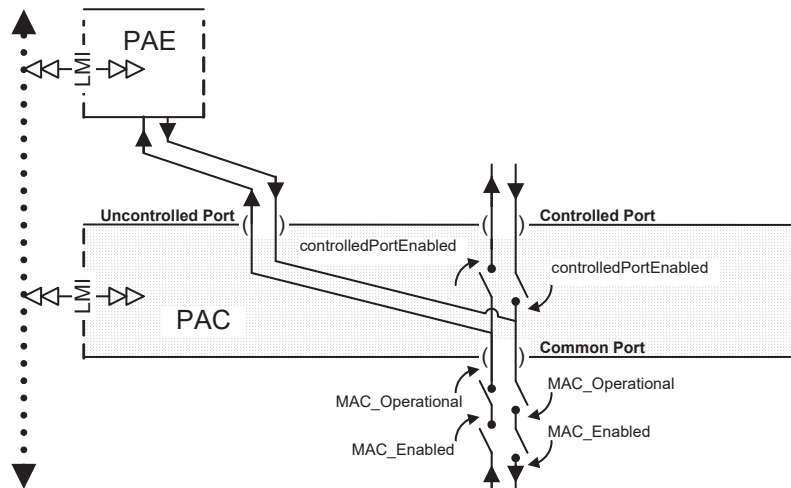 PAE
LMI
Uncontrolled Port
Controlled Port
controlledPortEnabled
controlledPortEnabled
LMI
PAC
Common Port
MAC_Operational
MAC_Operational
MAC_Enabled
MAC_Enabled